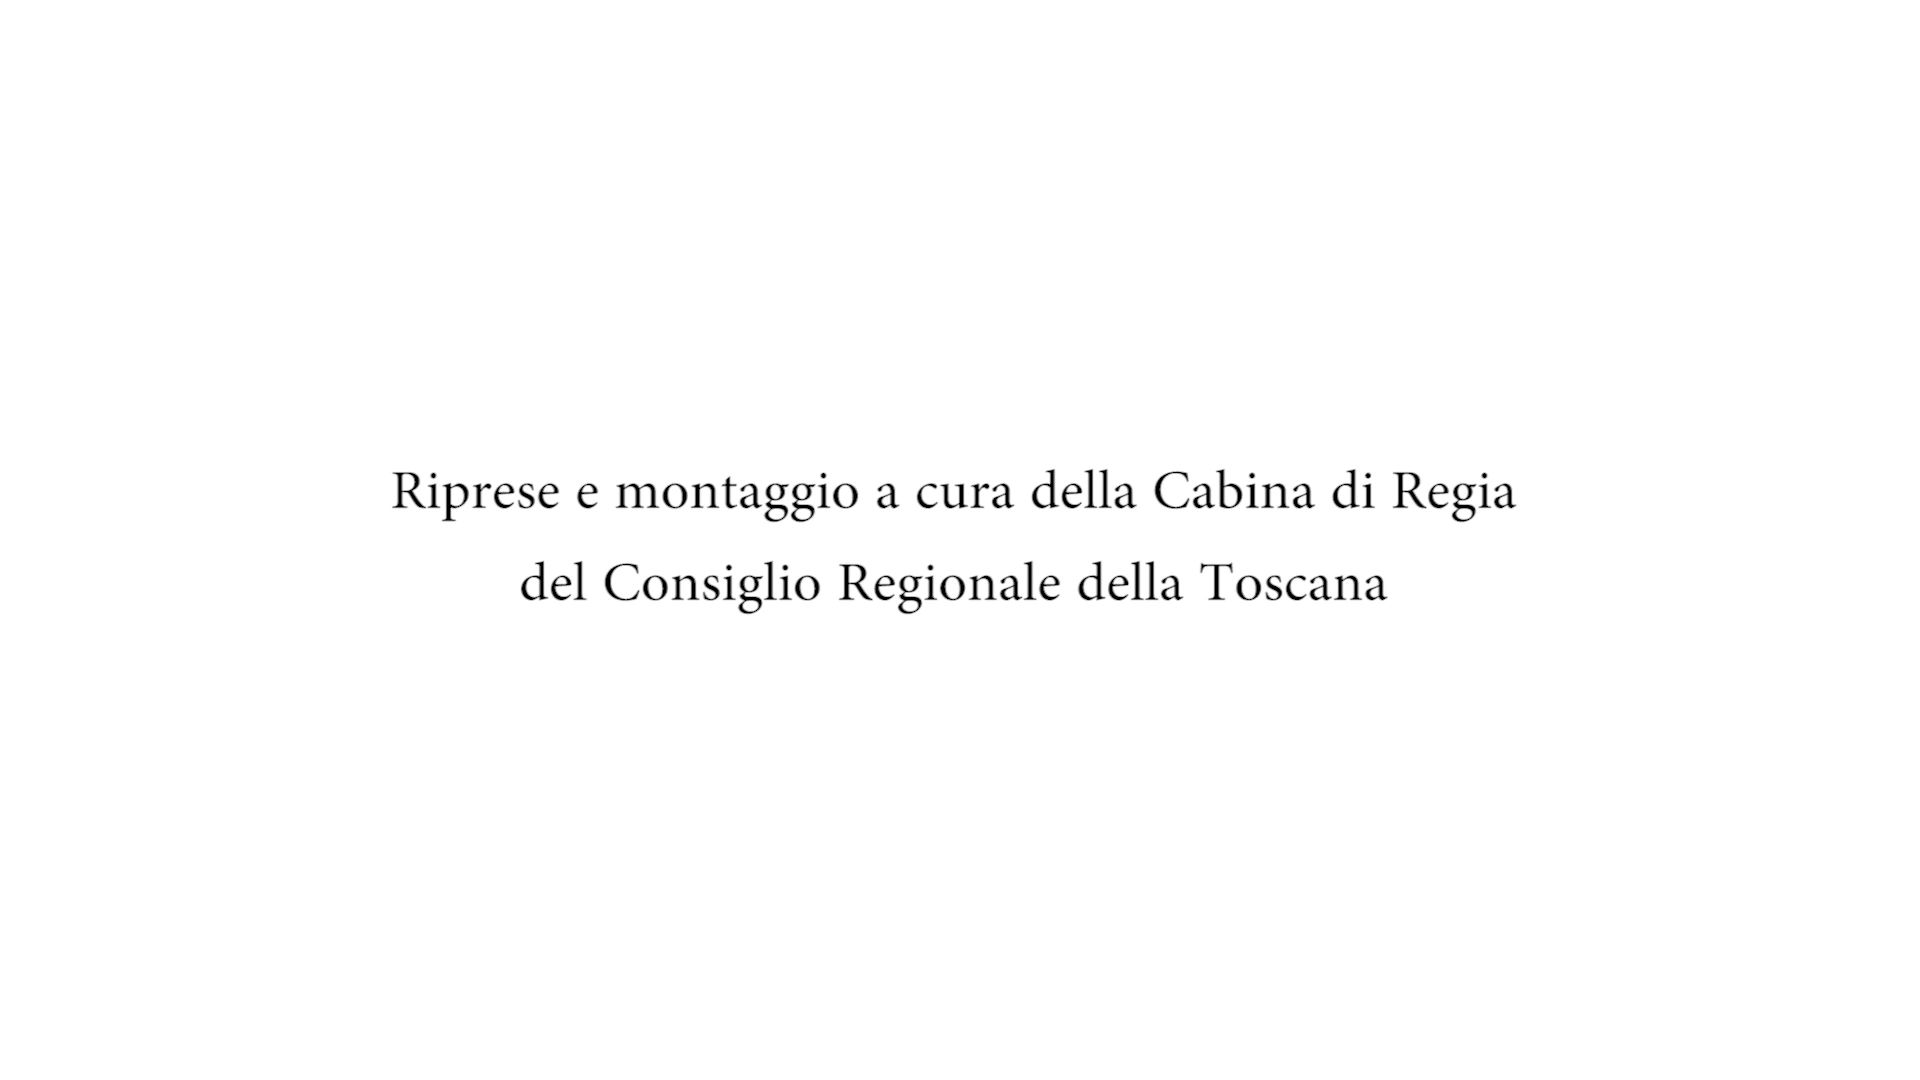 Riprese e montaggio a cura della Cabina di Regia
del Consiglio Regionale della Toscana